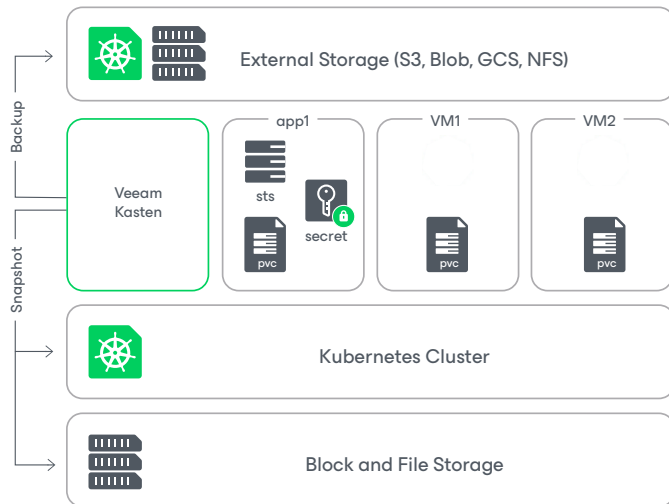 External Storage (S3, Blob, GCS, NFS)
Backup
Snapshot
Veeam
Kasten
app1
sts
secret
pvc
VM1
pvc
VM2
pvc
Kubernetes Cluster
Block and File Storage